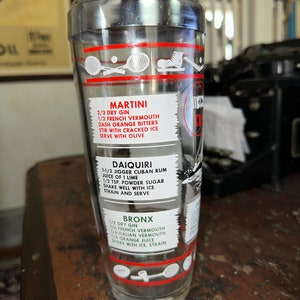 MARTINI
2/3 DRY GIN
1/3 FRENCH VERMOUTH
DASH ORANGE BITTERS
STIR WITH CRACKED ICE
SERVE WITH OLIVE
DAIQUIRI
1-1/2 JIGGER CUBAN RUM
JUICE OF 1 LIME
1/2 TSP. POWDER SUGAR
SHAKE WELL WITH ICE
STRAIN AND SERVE
BRONX
DRY GIN
FRENCH VERMOUTH
ITALIAN VERMOUTH
ORANGE JUICE
SHAKE WITH ICE, STRAIN